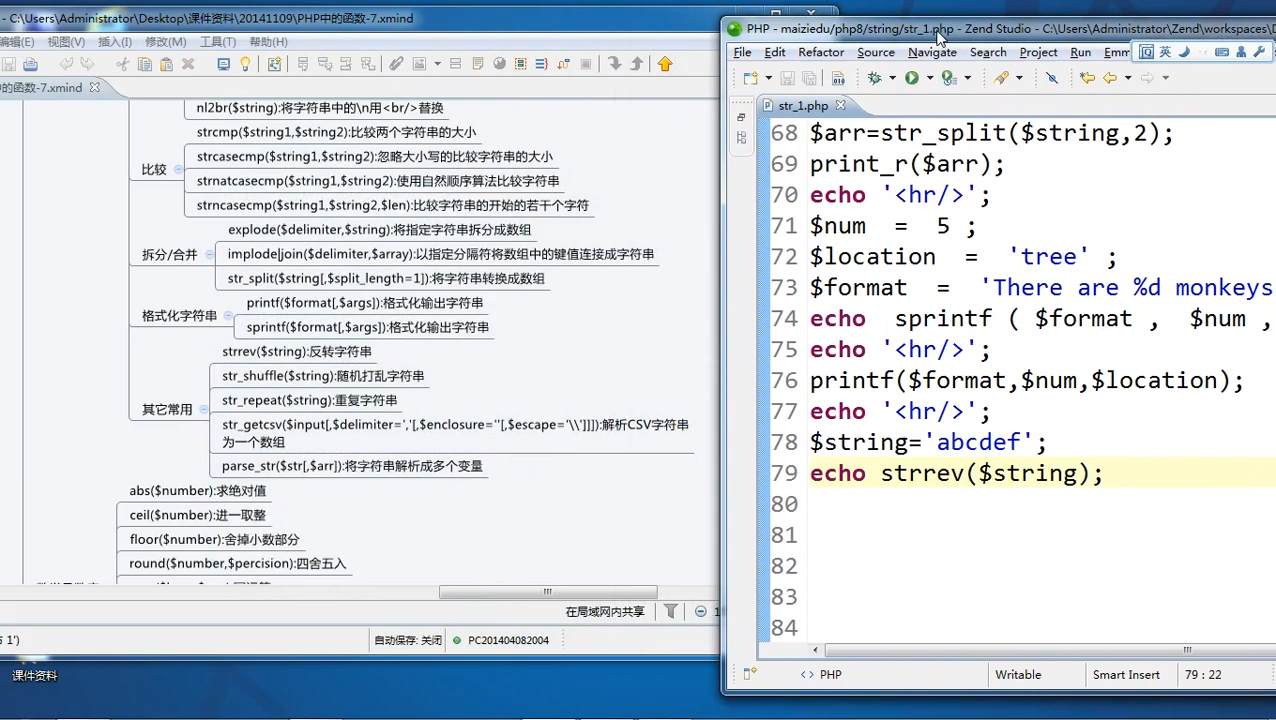 - C:\Users\Administrator\Desktop\课件资料\20141109\PHP中的函数-7.xmind
编辑(E) 视图(V) 插入(I) 修改(M) 工具(T) 帮助(H)
的函数-7.xmind
nl2br($string):将字符串中的\n用<br/>替换
strcmp($string1,$string2):比较两个字符串的大小
比较
strcasecmp($string1,$string2):忽略大小写的比较字符串的大小
strnatcasecmp($string1,$string2):使用自然顺序算法比较字符串
strncasecmp($string1,$string2,$len):比较字符串的开始的若干个字符
explode($delimiter,$string):将指定字符串拆分成数组
拆分/合并
implode|join($delimiter,$array):以指定分隔符将数组中的键值连接成字符串
str_split($string[,$split_length=1]):将字符串转换成数组
printf($format[,$args]):格式化输出字符串
格式化字符串
sprintf($format[,$args]):格式化输出字符串
strrev($string):反转字符串
str_shuffle($string):随机打乱字符串
其它常用
str_repeat($string):重复字符串
str_getcsv($input[,$delimiter=','[,$enclosure='"[,$escape='\\']]]):解析CSV字符串
为一个数组
parse_str($str[,$arr]):将字符串解析成多个变量
abs($number):求绝对值
ceil($number):进一取整
floor($number):舍掉小数部分
round($number,$percision):四舍五入
在局域网内共享
1')
自动保存: 关闭
PC201404082004
课件资料
PHP - maiziedu/php8/string/str_1.php - Zend Studio - C:\Users\Administrator\Zend\workspaces\D
File Edit Refactor Source Navigate Search Project Run Emm
英
str_1.php
68 $arr=str_split($string,2);
69 print_r($arr);
70 echo '<hr/>';
71 $num = 5 ;
72 $location = 'tree' ;
73 $format = 'There are %d monkeys
74 echo sprintf ( $format , $num ,
75 echo '<hr/>';
76 printf($format,$num,$location);
77 echo '<hr/>';
78 $string='abcdef';
79 echo strrev($string);
80
81
82
83
84
PHP
Writable
Smart Insert
79 : 22